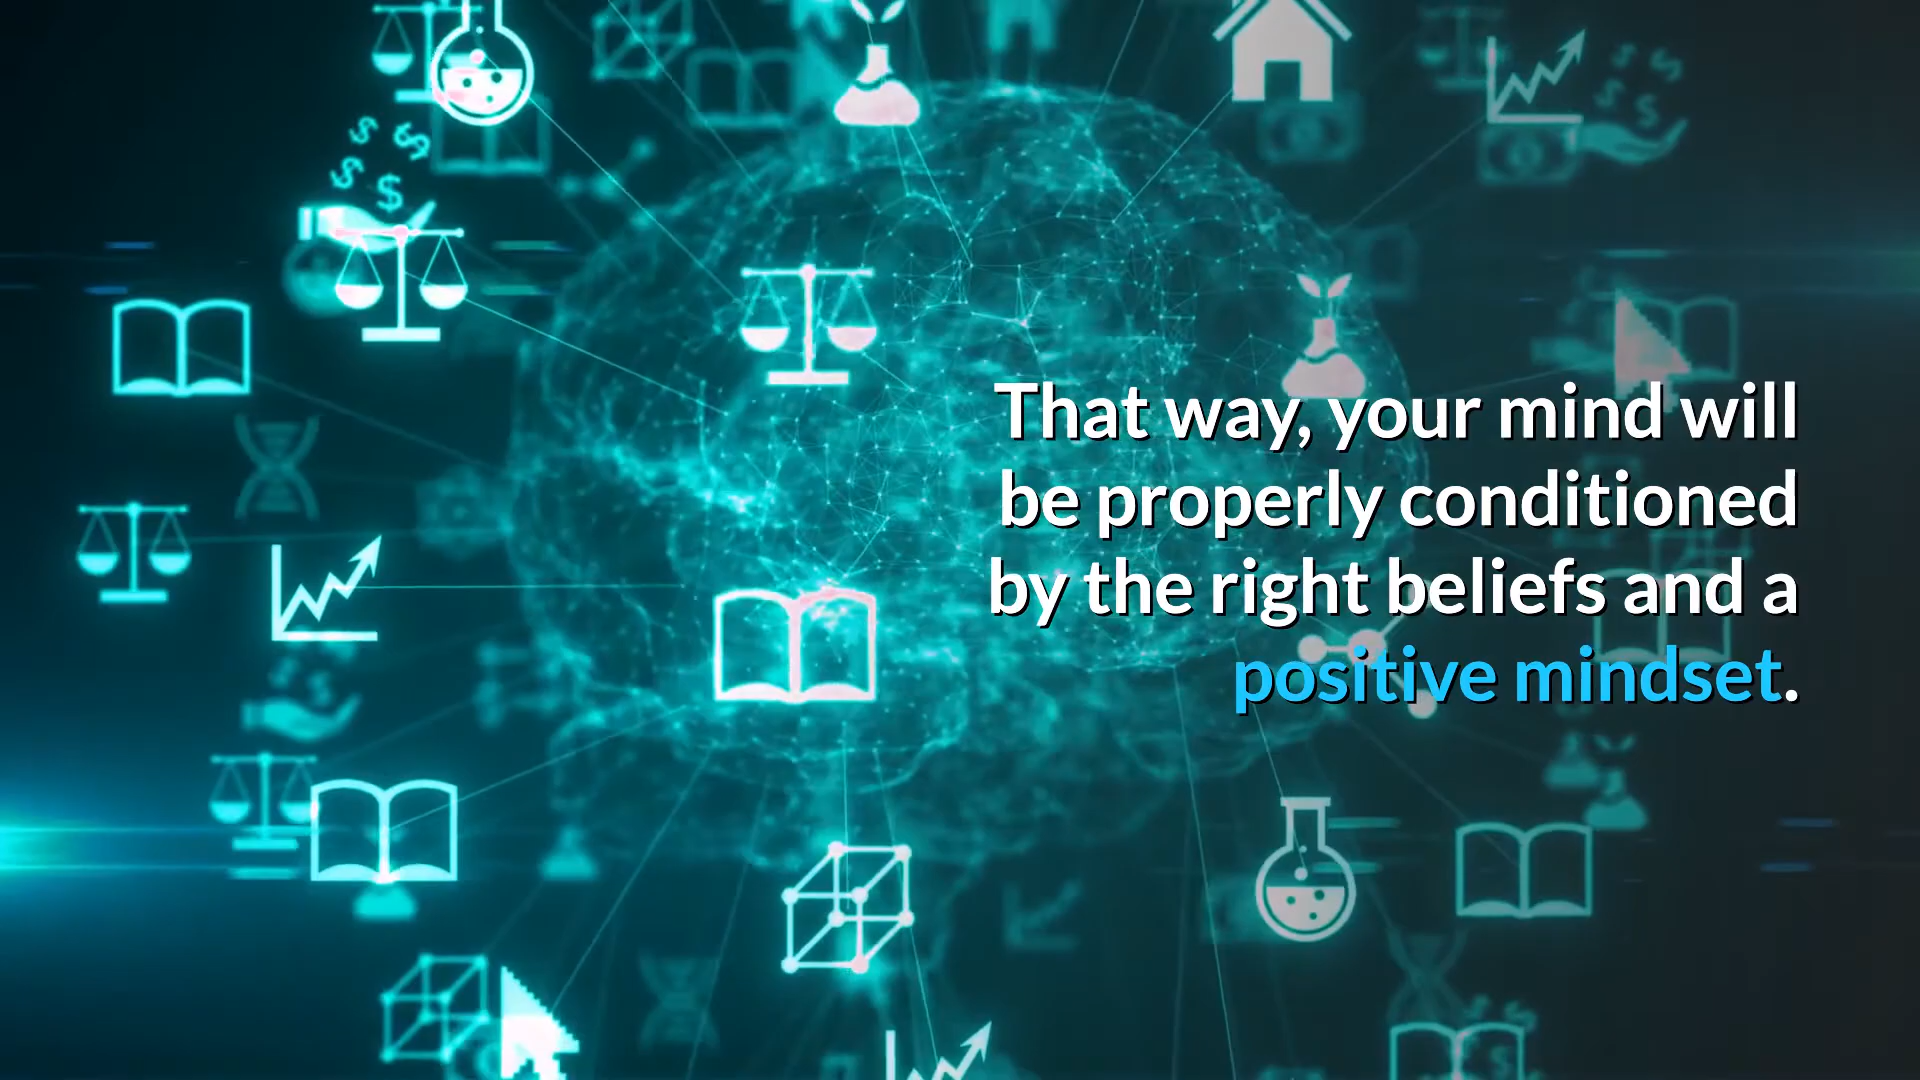 That way, your mind will
be properly conditioned
by the right beliefs and a
positive mindset.